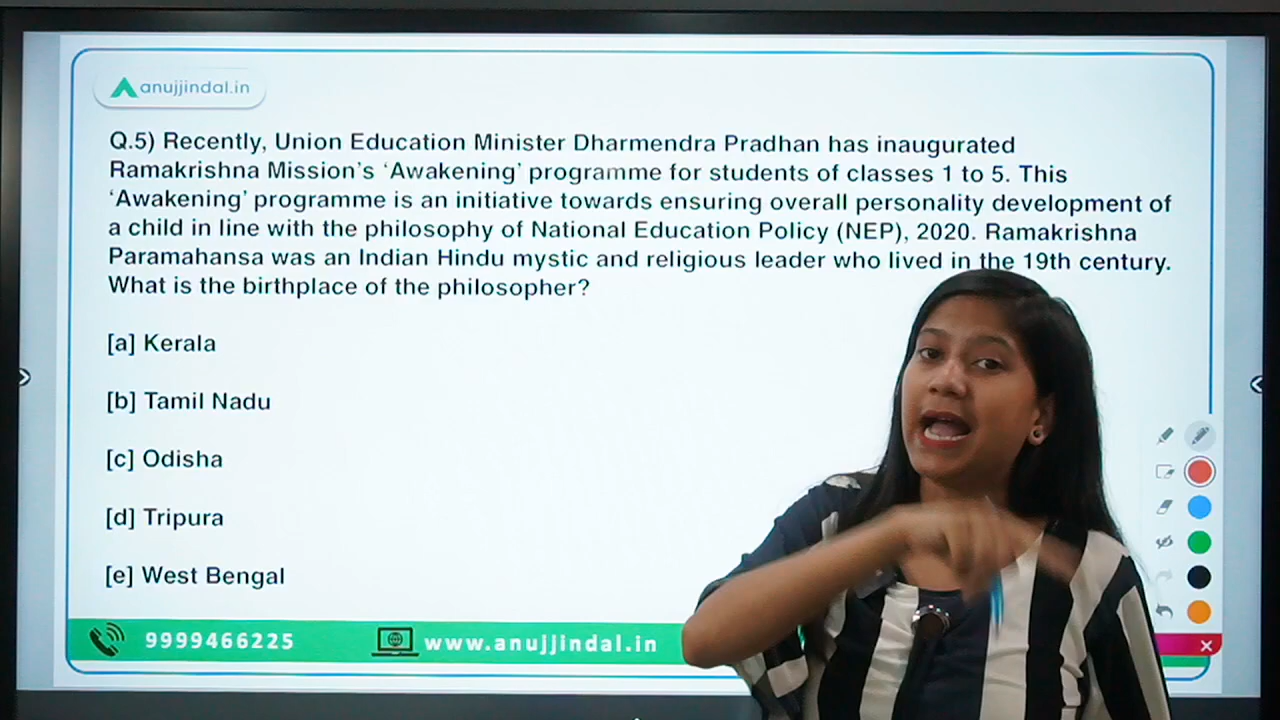 anujjindal.in
Q.5) Recently, Union Education Minister Dharmendra Pradhan has inaugurated
Ramakrishna Mission's 'Awakening' programme for students of classes 1 to 5. This
'Awakening' programme is an initiative towards ensuring overall personality development of
a child in line with the philosophy of National Education Policy (NEP), 2020. Ramakrishna
Paramahansa was an Indian Hindu mystic and religious leader who lived in the 19th century.
What is the birthplace of the philosopher?
[a] Kerala
[b] Tamil Nadu
[c] Odisha
[d] Tripura
[e] West Bengal
9999466225
www.anujjindal.in